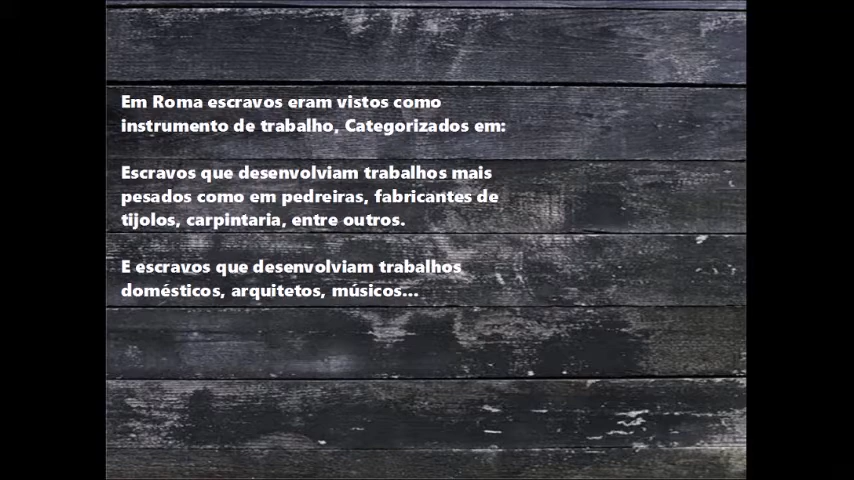 Em Roma escravos eram vistos como
instrumento de trabalho, Categorizados em:
Escravos que desenvolviam trabalhos mais
pesados como em pedreiras, fabricantes de
tijolos, carpintaria, entre outros.
E escravos que desenvolviam trabalhos
domésticos, arquitetos, músicos...